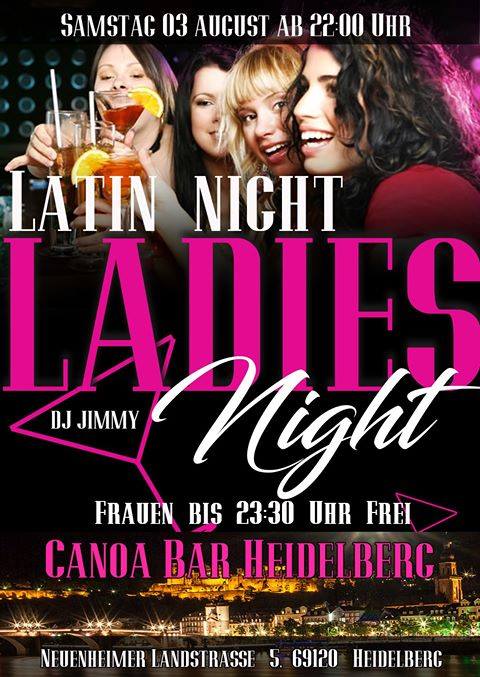 Samstag 03 august ab 22:00 Uhr
Latin night
LADIES
Night
DJ JIMMY
Frauen bis 23:30 Uhr Frei
Canoa Bar Heidelberg
Neuenheimer Landstrasse 5, 69120 Heidelberg